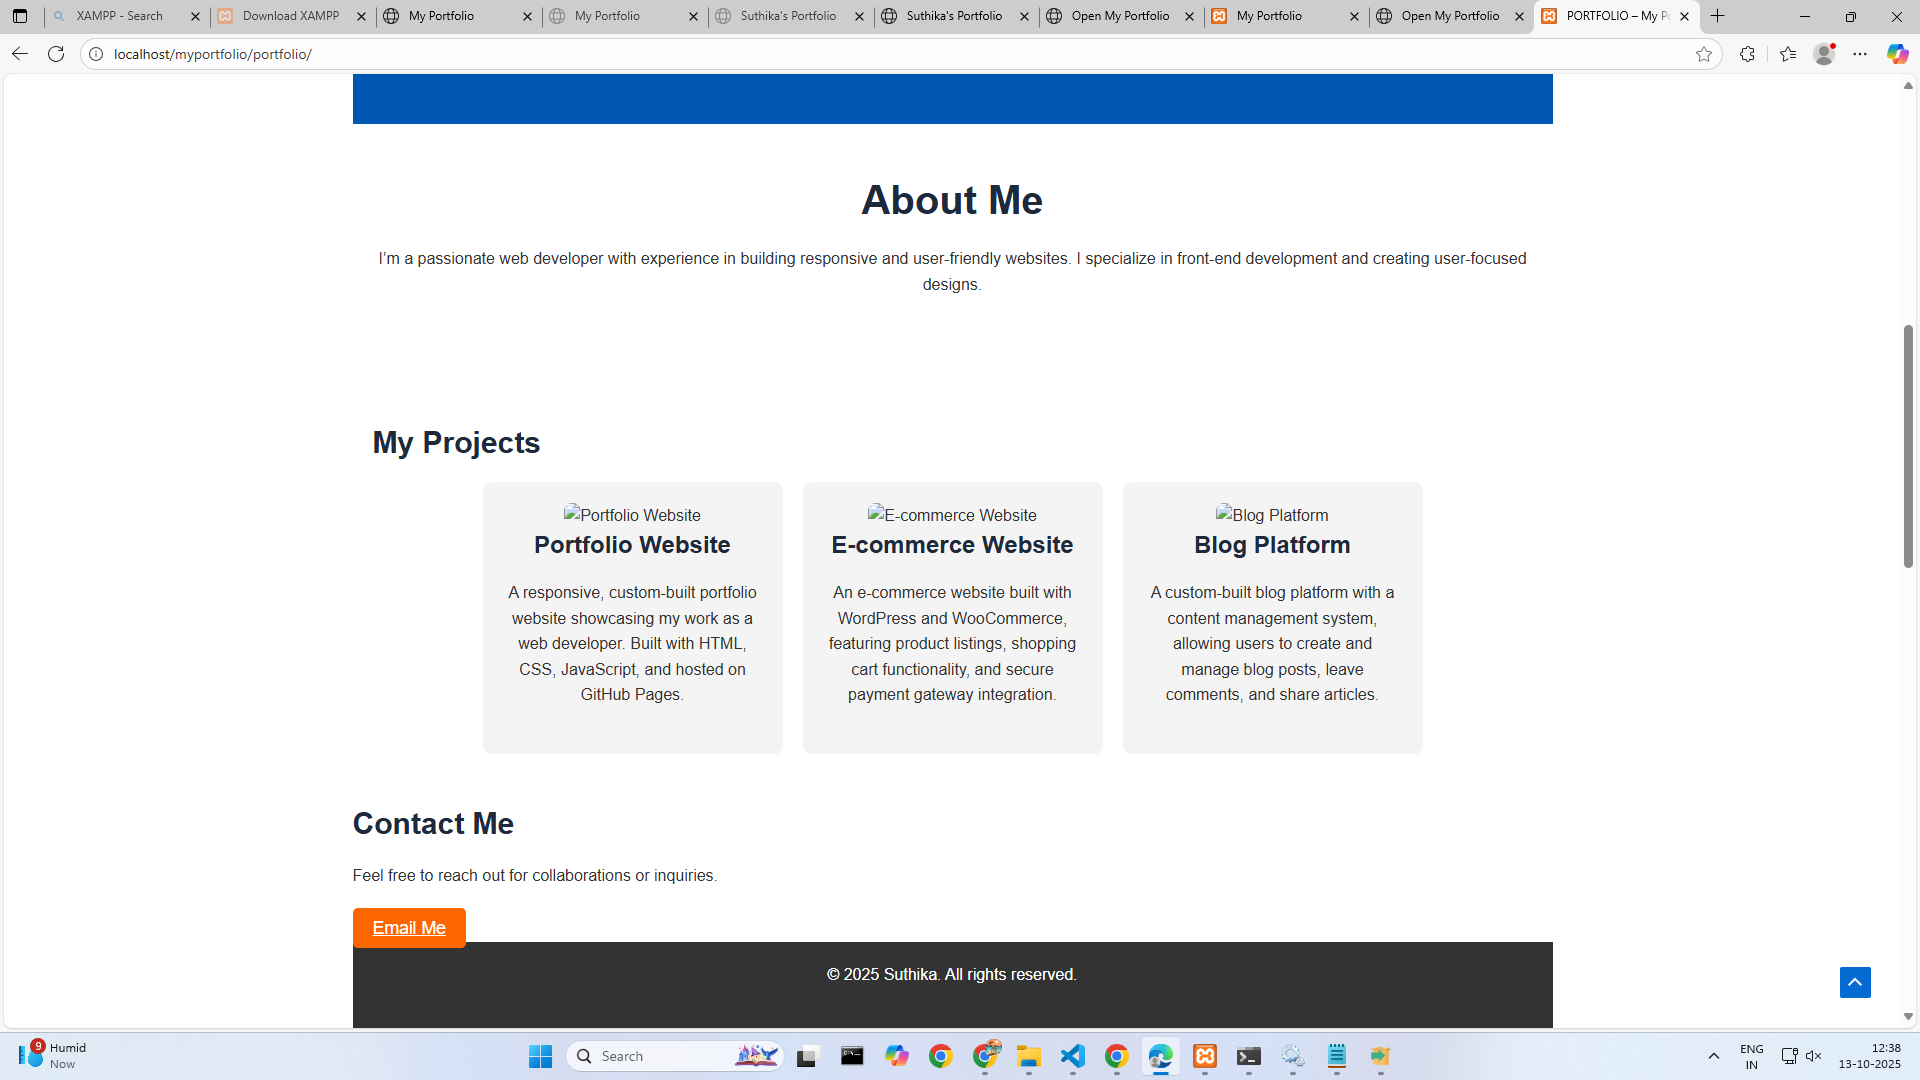 XAMPP - Search
Download XAMPP
My Portfolio
My Portfolio
Suthika's Portfolio
Suthika's Portfolio
Open My Portfolio
My Portfolio
Open My Portfolio
PORTFOLIO – My Po
localhost/myportfolio/portfolio/
About Me
I’m a passionate web developer with experience in building responsive and user-friendly websites. I specialize in front-end development and creating user-focused
designs.
My Projects
Portfolio Website
Portfolio Website
A responsive, custom-built portfolio
website showcasing my work as a
web developer. Built with HTML,
CSS, JavaScript, and hosted on
GitHub Pages.
E-commerce Website
E-commerce Website
An e-commerce website built with
WordPress and WooCommerce,
featuring product listings, shopping
cart functionality, and secure
payment gateway integration.
Blog Platform
Blog Platform
A custom-built blog platform with a
content management system,
allowing users to create and
manage blog posts, leave
comments, and share articles.
Contact Me
Feel free to reach out for collaborations or inquiries.
Email Me
© 2025 Suthika. All rights reserved.
9
Humid
Now
Search
ENG
IN
12:38
13-10-2025